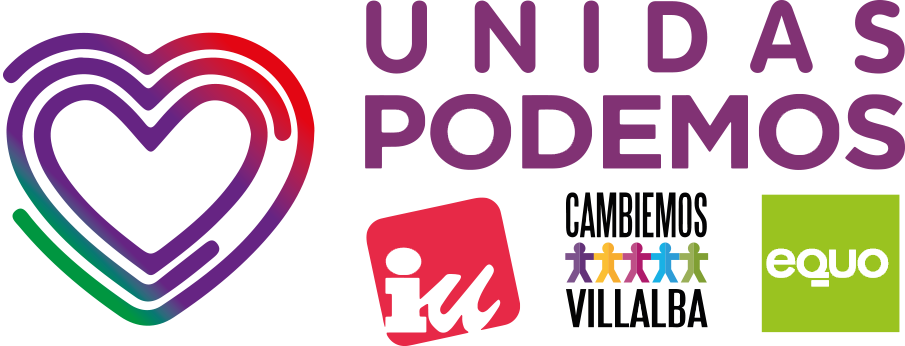 UNIDAS
PODEMOS
iu
CAMBIEMOS
VILLALBA
equo